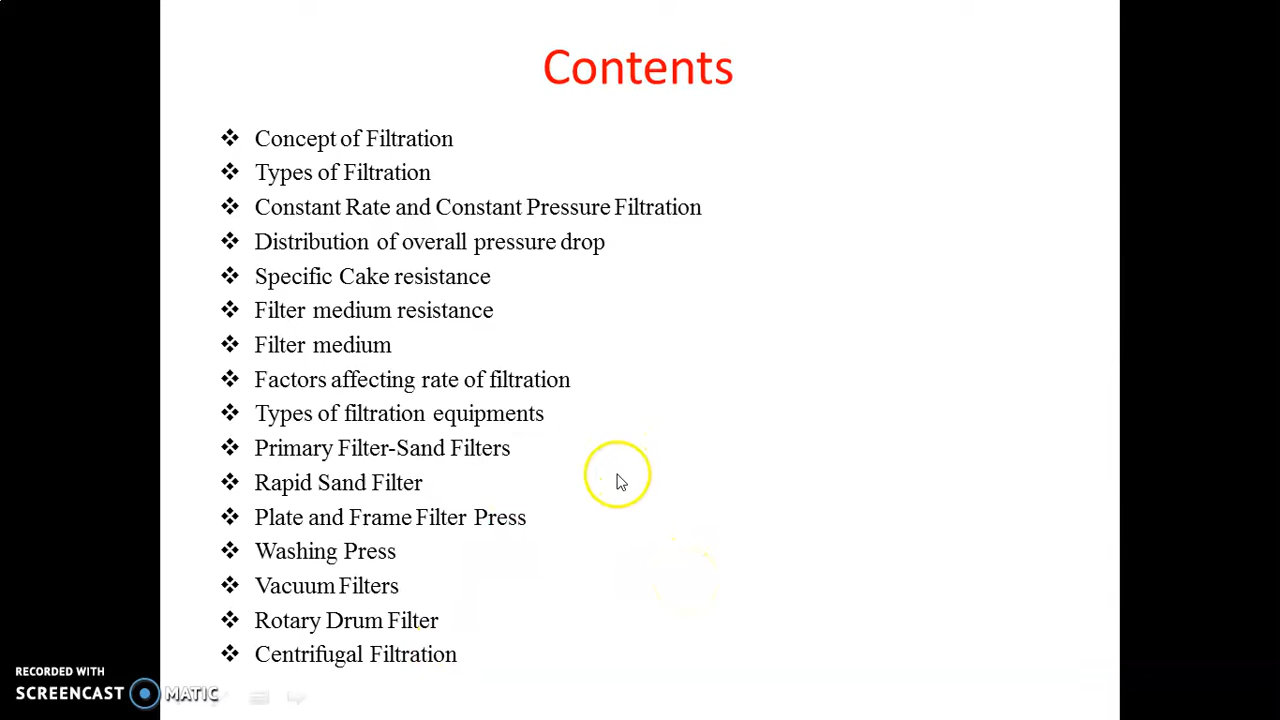 Contents
Concept of Filtration
Types of Filtration
Constant Rate and Constant Pressure Filtration
Distribution of overall pressure drop
Specific Cake resistance
Filter medium resistance
Filter medium
Factors affecting rate of filtration
Types of filtration equipments
Primary Filter-Sand Filters
Rapid Sand Filter
Plate and Frame Filter Press
Washing Press
Vacuum Filters
Rotary Drum Filter
Centrifugal Filtration
RECORDED WITH
SCREENCAST MATIC